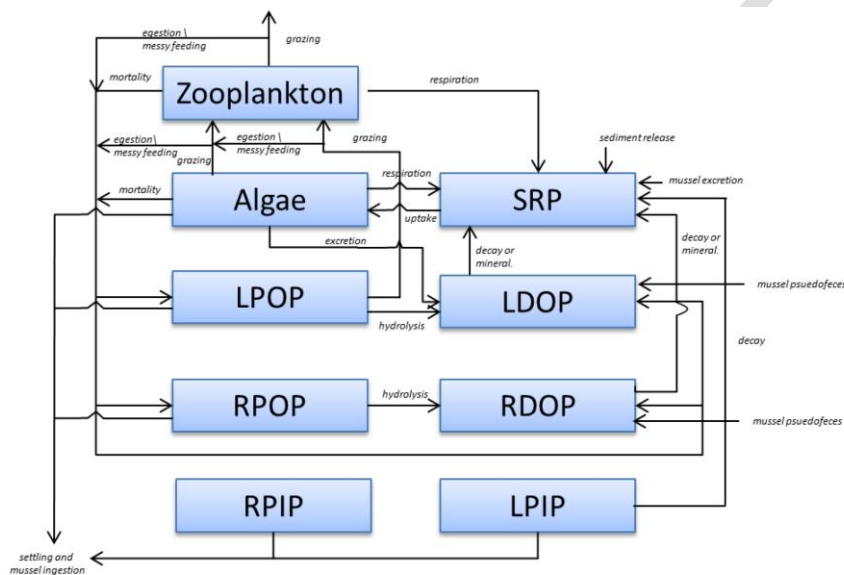 egestion \
messy feeding
grazing
mortality
Zooplankton
respiration
egestion \
messy feeding
egestion \
messy feeding
grazing
grazing
sediment release
mortality
Algae
respiration
SRP
mussel excretion
uptake
excretion
decay or
mineral.
decay or
mineral.
LPOP
LDOP
mussel psuedofeces
hydrolysis
decay
RPOP
hydrolysis
RDOP
mussel psuedofeces
RPIP
LPIP
settling and
mussel ingestion